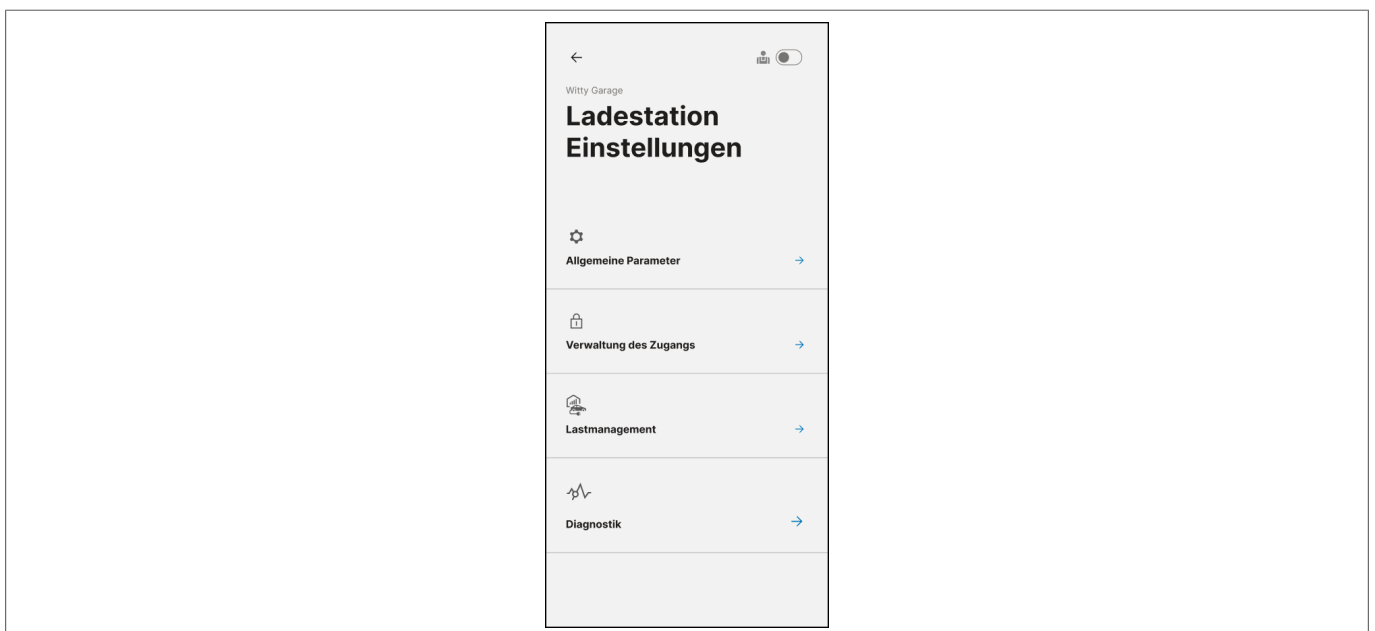 Witty Garage
Ladestation
Einstellungen
Allgemeine Parameter
Verwaltung des Zugangs
Lastmanagement
Diagnostik